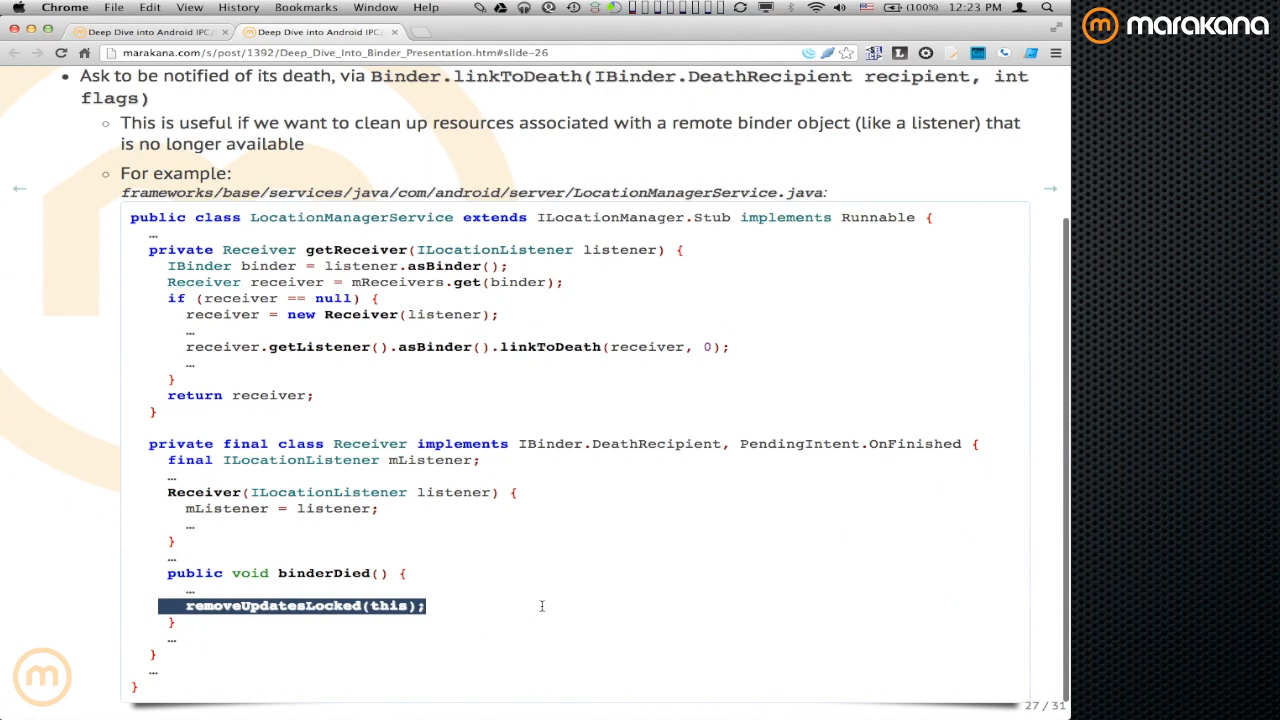 Chrome File Edit View History Bookmarks Window Help (100%) 12:23 PM
marakana
Deep Dive into Android IPC/ × Deep Dive into Android IPC/ ×
marakana.com/s/post/1392/Deep_Dive_Into_Binder_Presentation.htm#slide-26
• Ask to be notified of its death, via Binder.linkToDeath(IBinder.DeathRecipient recipient, int
flags)
This is useful if we want to clean up resources associated with a remote binder object (like a listener) that
is no longer available
For example:
frameworks/base/services/java/com/android/server/LocationManagerService.java:
public class LocationManagerService extends ILocationManager.Stub implements Runnable {
…
private Receiver getReceiver(ILocationListener listener) {
IBinder binder = listener.asBinder();
Receiver receiver = mReceivers.get(binder);
if (receiver == null) {
receiver = new Receiver(listener);
…
receiver.getListener().asBinder().linkToDeath(receiver, 0);
…
}
return receiver;
}
private final class Receiver implements IBinder.DeathRecipient, PendingIntent.OnFinished {
final ILocationListener mListener;
…
Receiver(ILocationListener listener) {
mListener = listener;
…
}
…
public void binderDied() {
…
removeUpdatesLocked(this);
}
…
}
…
}
27 / 31